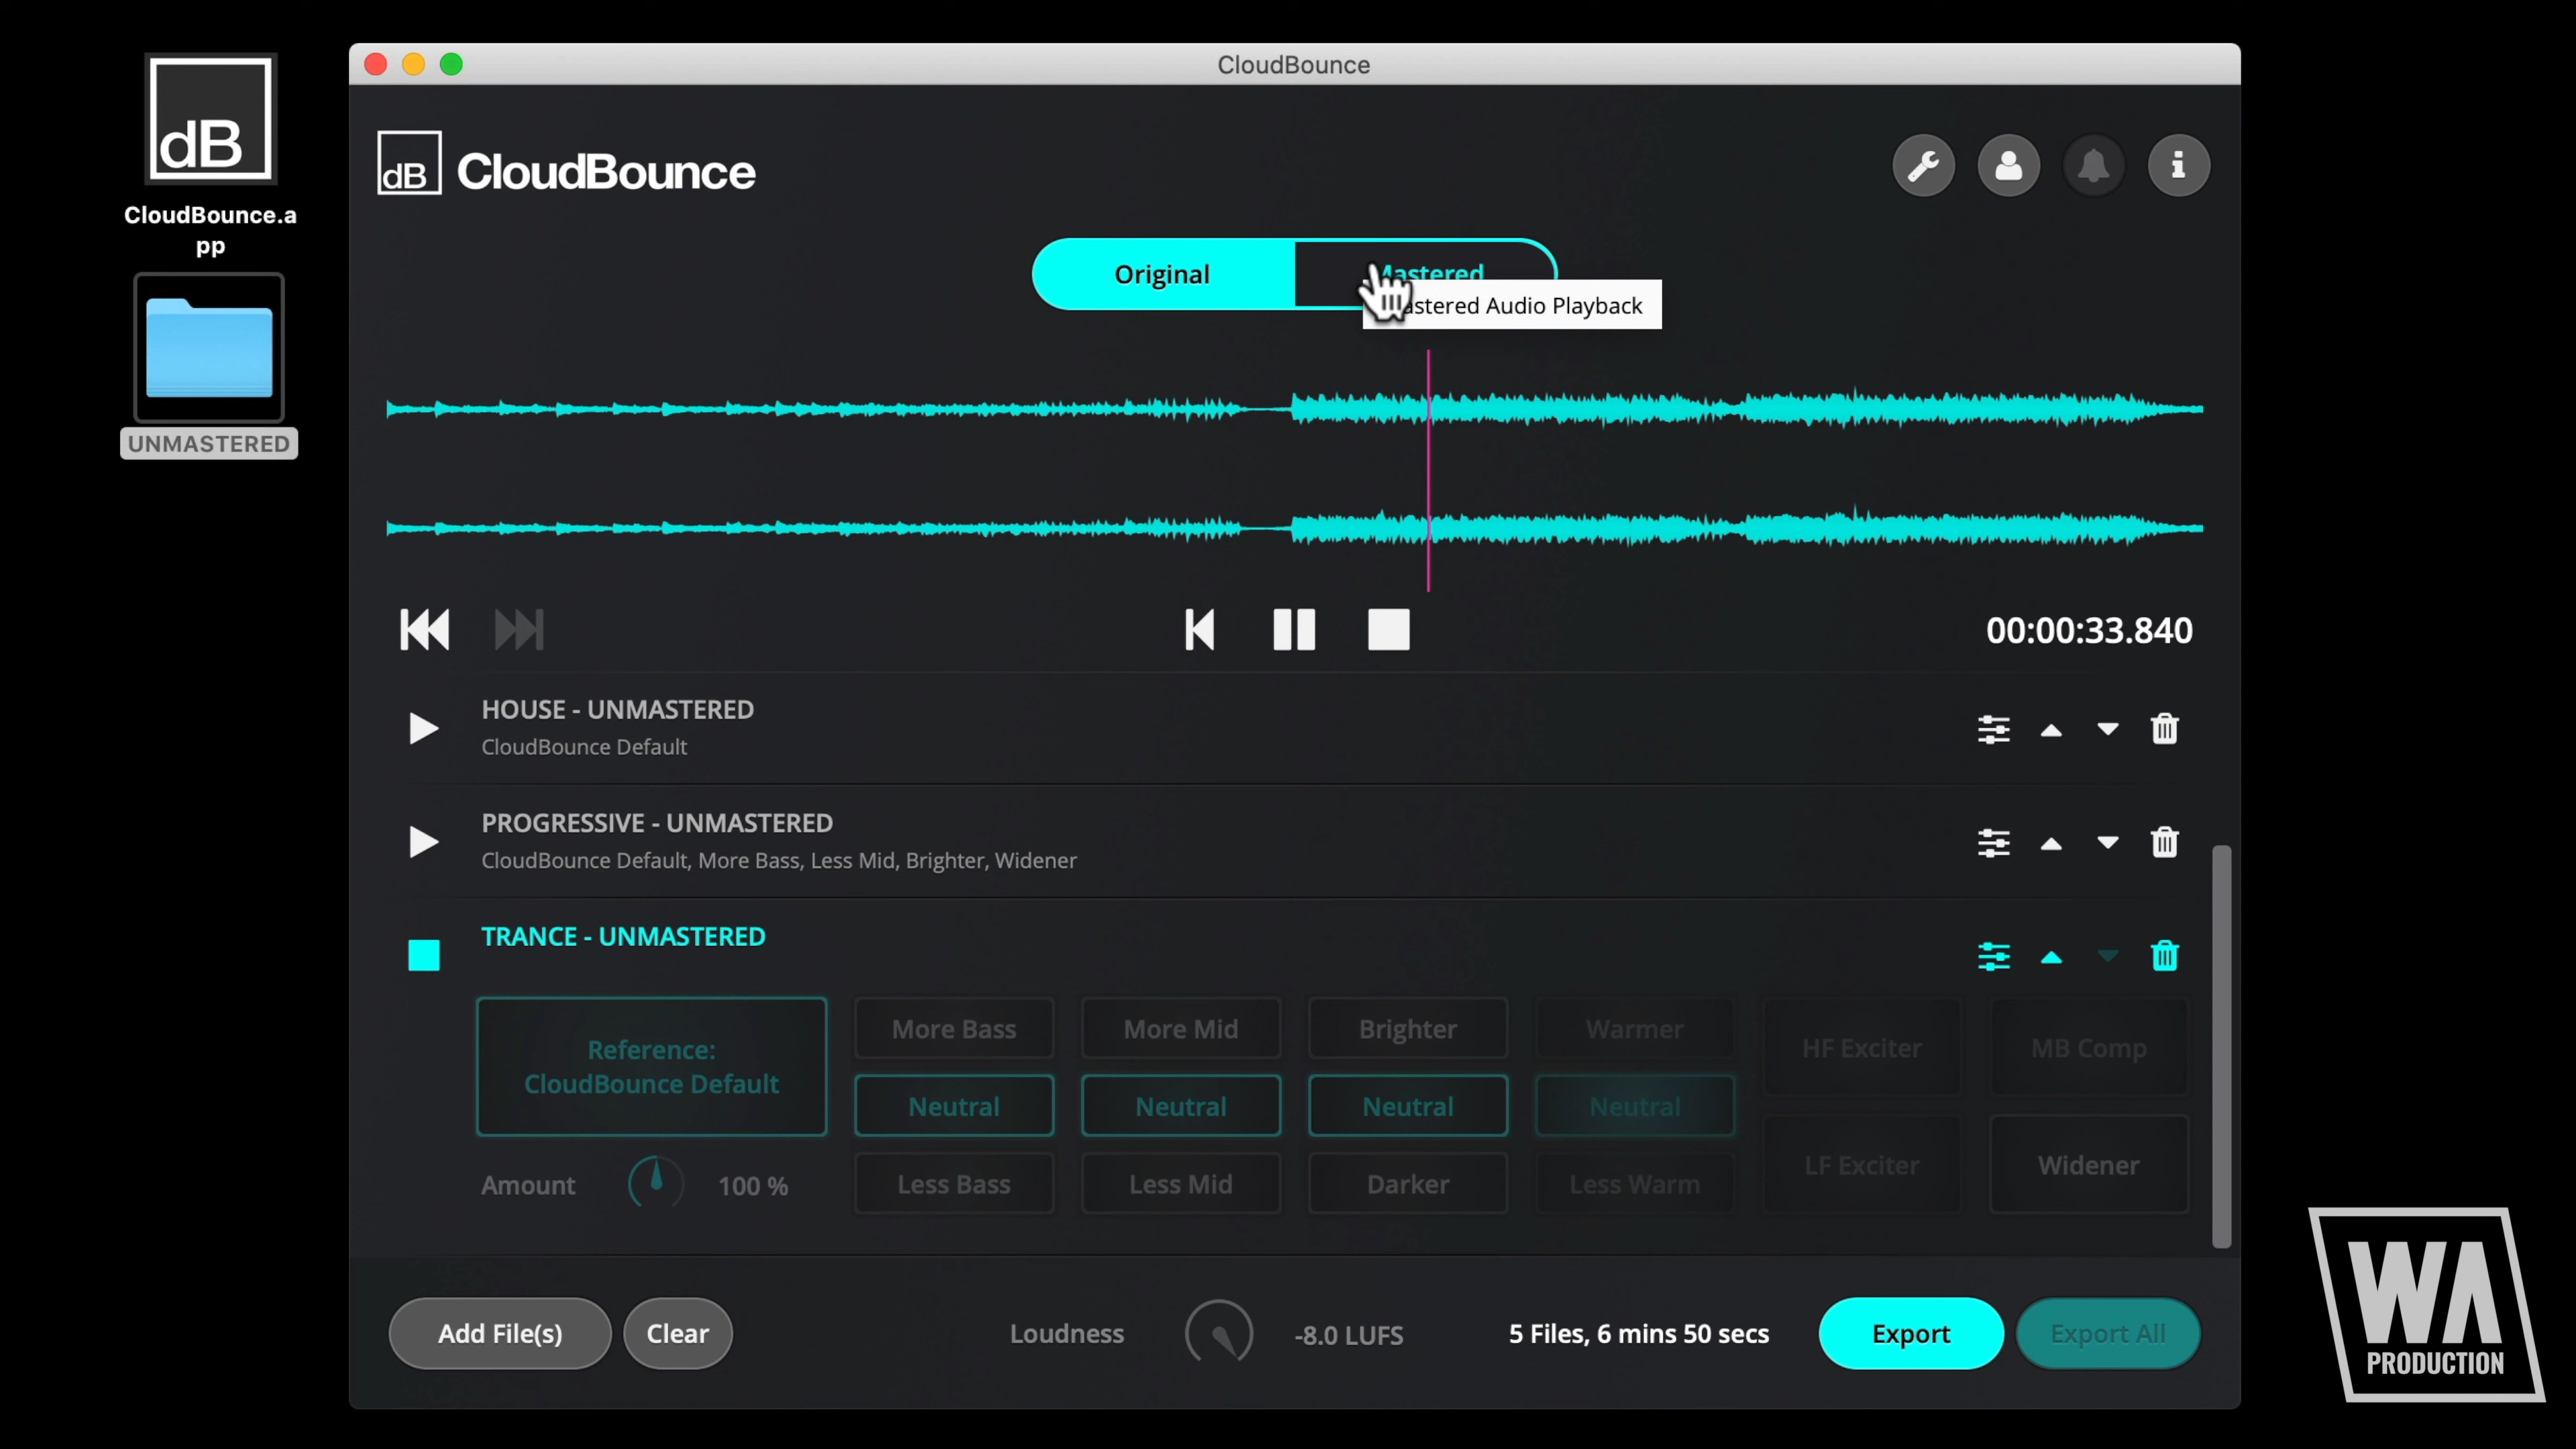 CloudBounce
dB
CloudBounce.a
pp
UNMASTERED
dB CloudBounce
Original
Mastered
Mastered Audio Playback
00:00:33.840
HOUSE - UNMASTERED
CloudBounce Default
PROGRESSIVE - UNMASTERED
CloudBounce Default, More Bass, Less Mid, Brighter, Widener
TRANCE - UNMASTERED
Reference:
CloudBounce Default
Amount 100 %
More Bass More Mid Brighter Warmer HF Exciter MB Comp
Neutral Neutral Neutral Neutral
Less Bass Less Mid Darker Less Warm LF Exciter Widener
Add File(s) Clear Loudness -8.0 LUFS 5 Files, 6 mins 50 secs Export Export All
WA
PRODUCTION